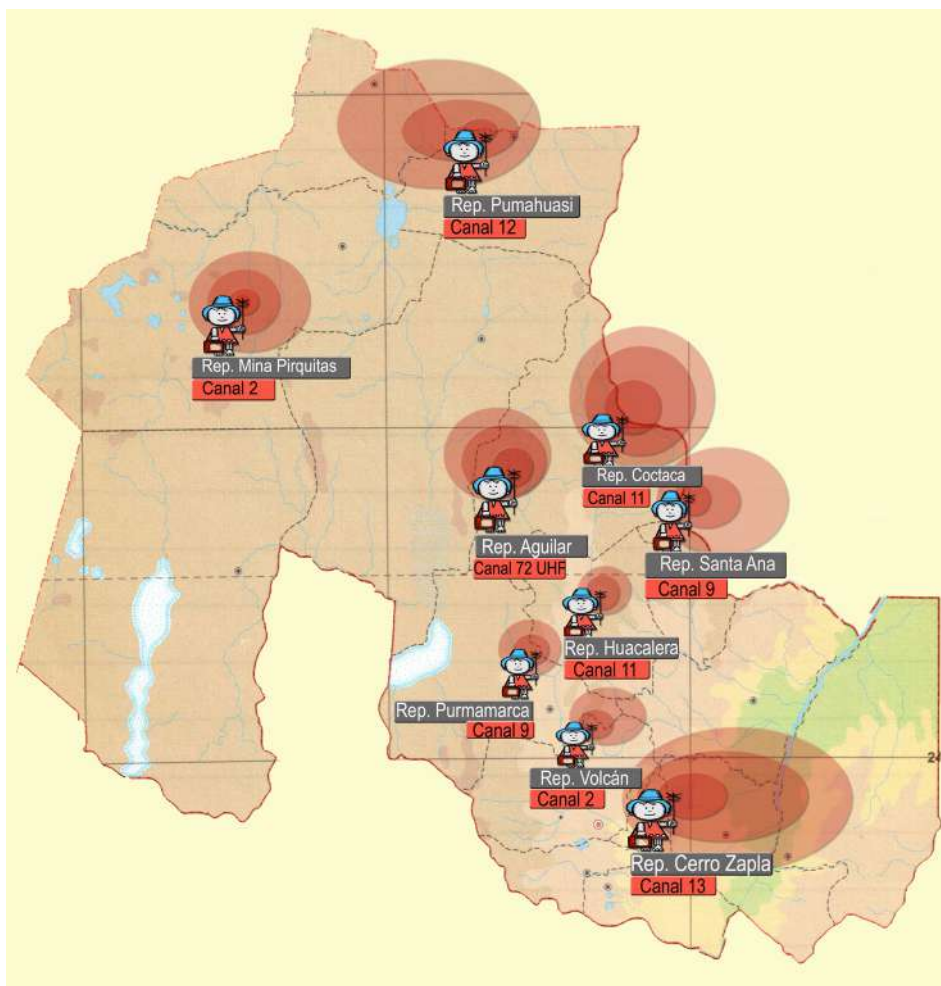 Rep. Pumahuasi
Canal 12
Rep. Mina Pirquitas
Canal 2
Rep. Coctaca
Canal 11
Rep. Aguilar
Canal 72 UHF
Rep. Santa Ana
Canal 9
Rep. Huacalera
Canal 11
Rep. Purmamarca
Canal 9
24
Rep. Volcán
Canal 2
Rep. Cerro Zapla
Canal 13